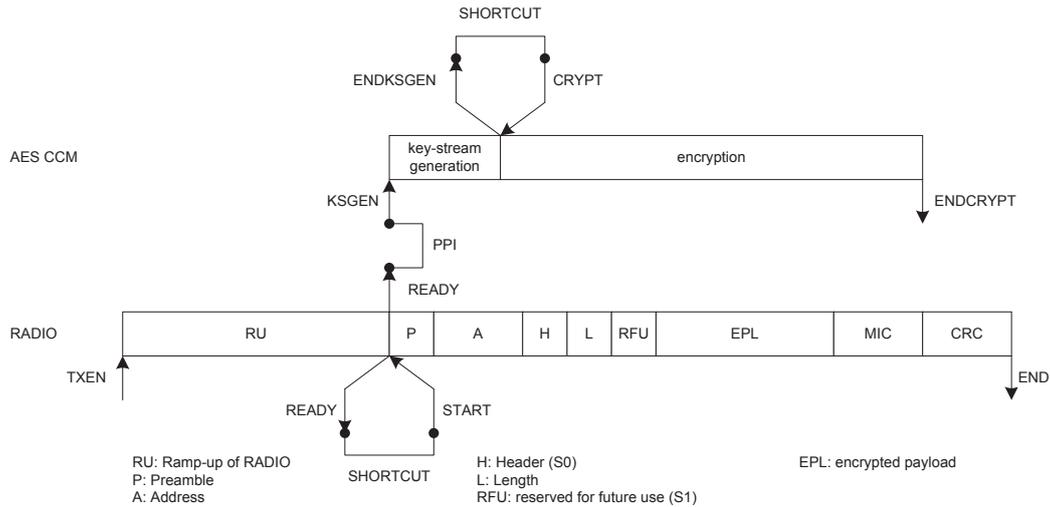 SHORTCUT
ENDKSGEN
CRYPT
AES CCM
key-stream
generation
encryption
KSGEN
ENDCRYPT
PPI
READY
RADIO
RU
P
A
H
L
RFU
EPL
MIC
CRC
TXEN
END
READY
START
SHORTCUT
RU: Ramp-up of RADIO
P: Preamble
A: Address
H: Header (S0)
L: Length
RFU: reserved for future use (S1)
EPL: encrypted payload